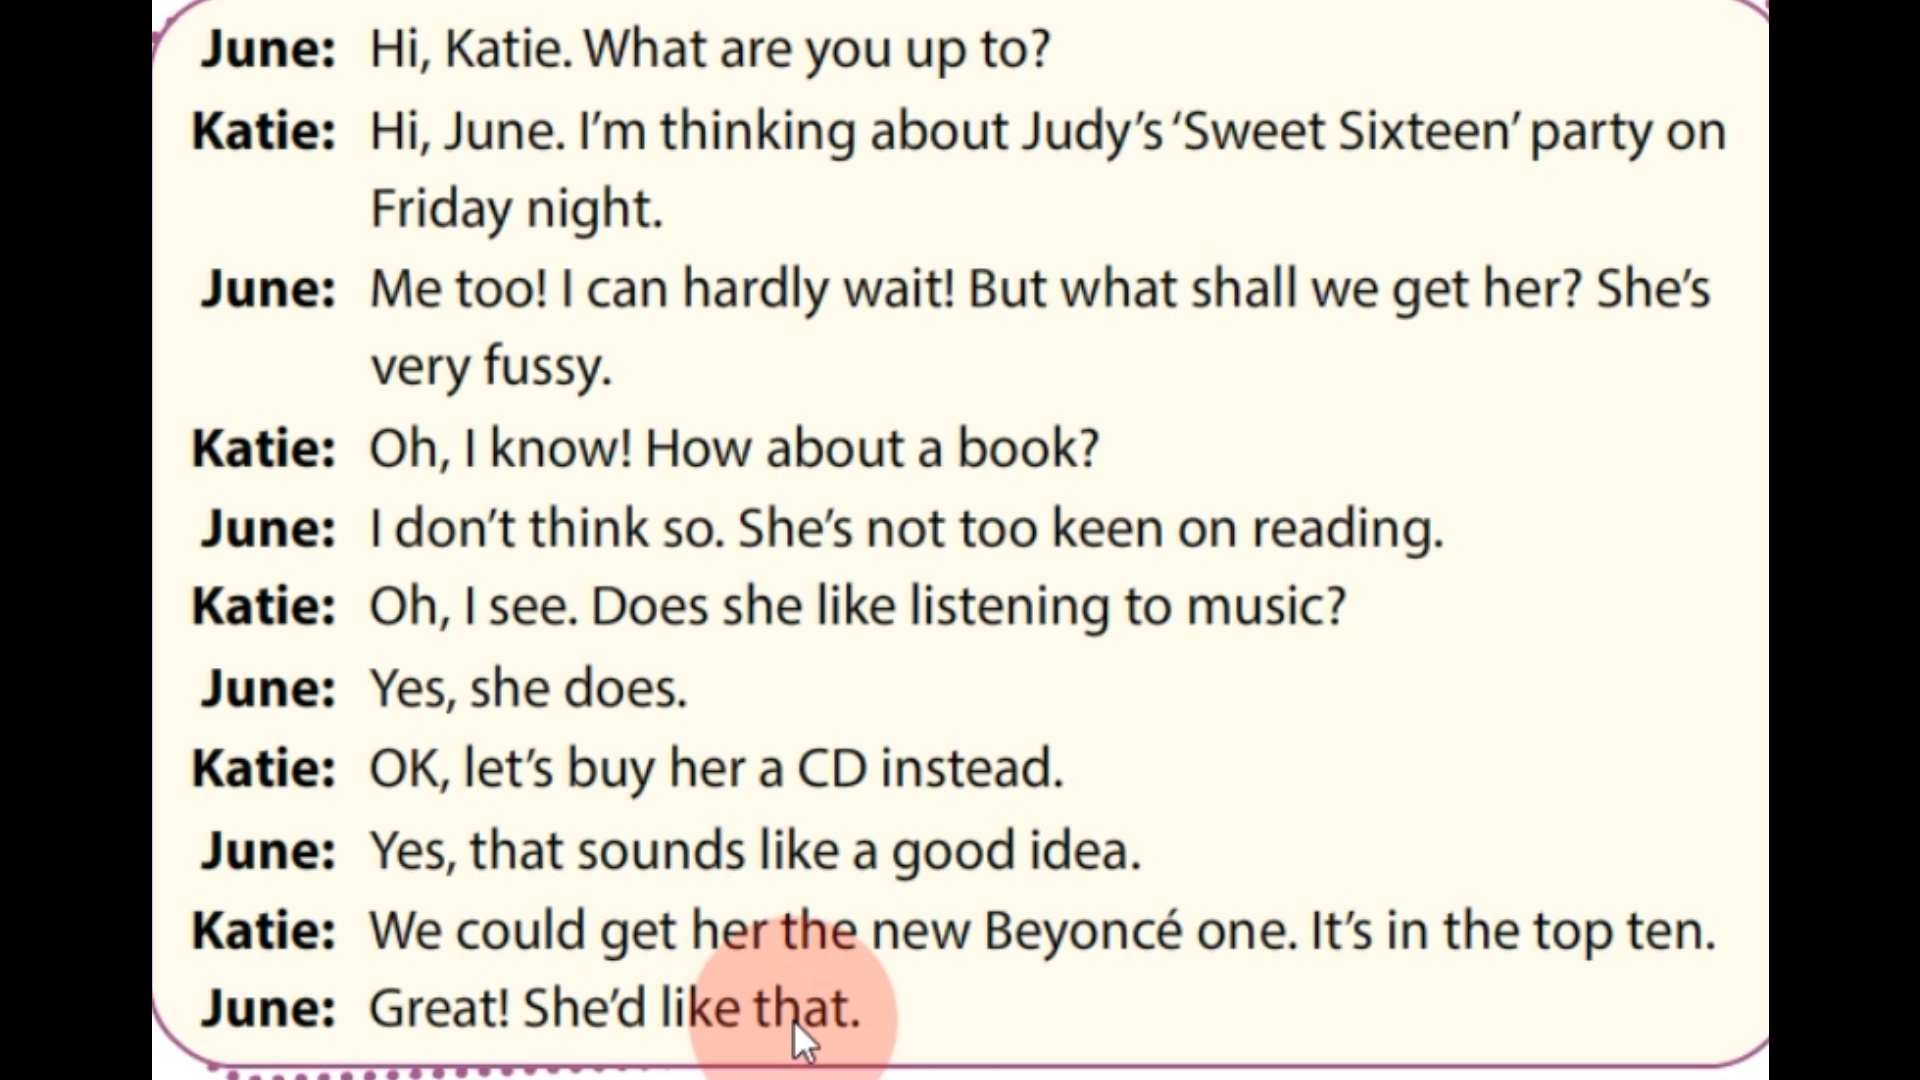 June: Hi, Katie. What are you up to?
Katie: Hi, June. I'm thinking about Judy's ‘Sweet Sixteen’ party on
Friday night.
June: Me too! I can hardly wait! But what shall we get her? She's
very fussy.
Katie: Oh, I know! How about a book?
June: I don't think so. She's not too keen on reading.
Katie: Oh, I see. Does she like listening to music?
June: Yes, she does.
Katie: OK, let's buy her a CD instead.
June: Yes, that sounds like a good idea.
Katie: We could get her the new Beyoncé one. It's in the top ten.
June: Great! She'd like that.